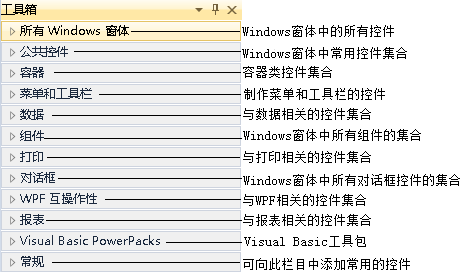 工具箱
所有 Windows 窗体 Windows窗体中的所有控件
公共控件 Windows窗体中常用控件集合
容器 容器类控件集合
菜单和工具栏 制作菜单和工具栏的控件
数据 与数据相关的控件集合
组件 Windows窗体中所有组件的集合
打印 与打印相关的控件集合
对话框 Windows窗体中所有对话框控件的集合
WPF 互操作性 与WPF相关的控件集合
报表 与报表相关的控件集合
Visual Basic PowerPacks Visual Basic工具包
常规 可向此栏目中添加常用的控件